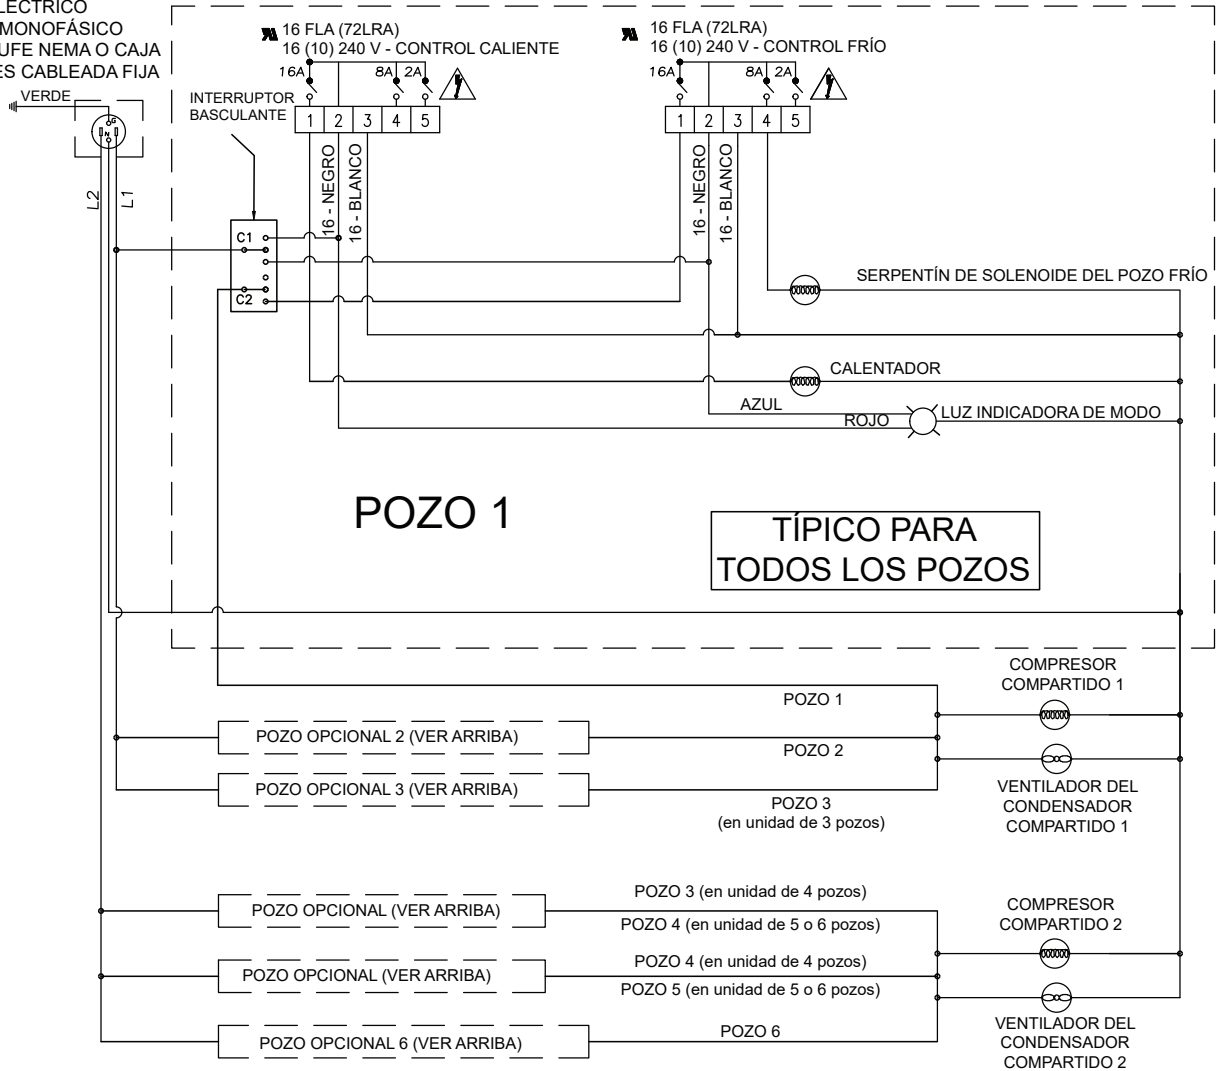 MONOFÁSICO
VERDE
G
N
L2
L1
INTERRUPTOR
BASCULANTE
16 FLA (72LRA)
16 (10) 240 V - CONTROL CALIENTE
16A
8A
2A
1 2 3 4 5
16 - NEGRO
16 - BLANCO
16 FLA (72LRA)
16 (10) 240 V - CONTROL FRÍO
16A
8A
2A
1 2 3 4 5
16 - NEGRO
16 - BLANCO
C1
C2
SERPENTÍN DE SOLENOIDE DEL POZO FRÍO
CALENTADOR
AZUL
ROJO
LUZ INDICADORA DE MODO
POZO 1
TÍPICO PARA
TODOS LOS POZOS
COMPRESOR
COMPARTIDO 1
POZO 1
POZO OPCIONAL 2 (VER ARRIBA)
POZO 2
POZO OPCIONAL 3 (VER ARRIBA)
POZO 3
(en unidad de 3 pozos)
VENTILADOR DEL
CONDENSADOR
COMPARTIDO 1
POZO OPCIONAL (VER ARRIBA)
POZO 3 (en unidad de 4 pozos)
POZO 4 (en unidad de 5 o 6 pozos)
COMPRESOR
COMPARTIDO 2
POZO OPCIONAL (VER ARRIBA)
POZO 4 (en unidad de 4 pozos)
POZO 5 (en unidad de 5 o 6 pozos)
POZO OPCIONAL 6 (VER ARRIBA)
POZO 6
VENTILADOR DEL
CONDENSADOR
COMPARTIDO 2